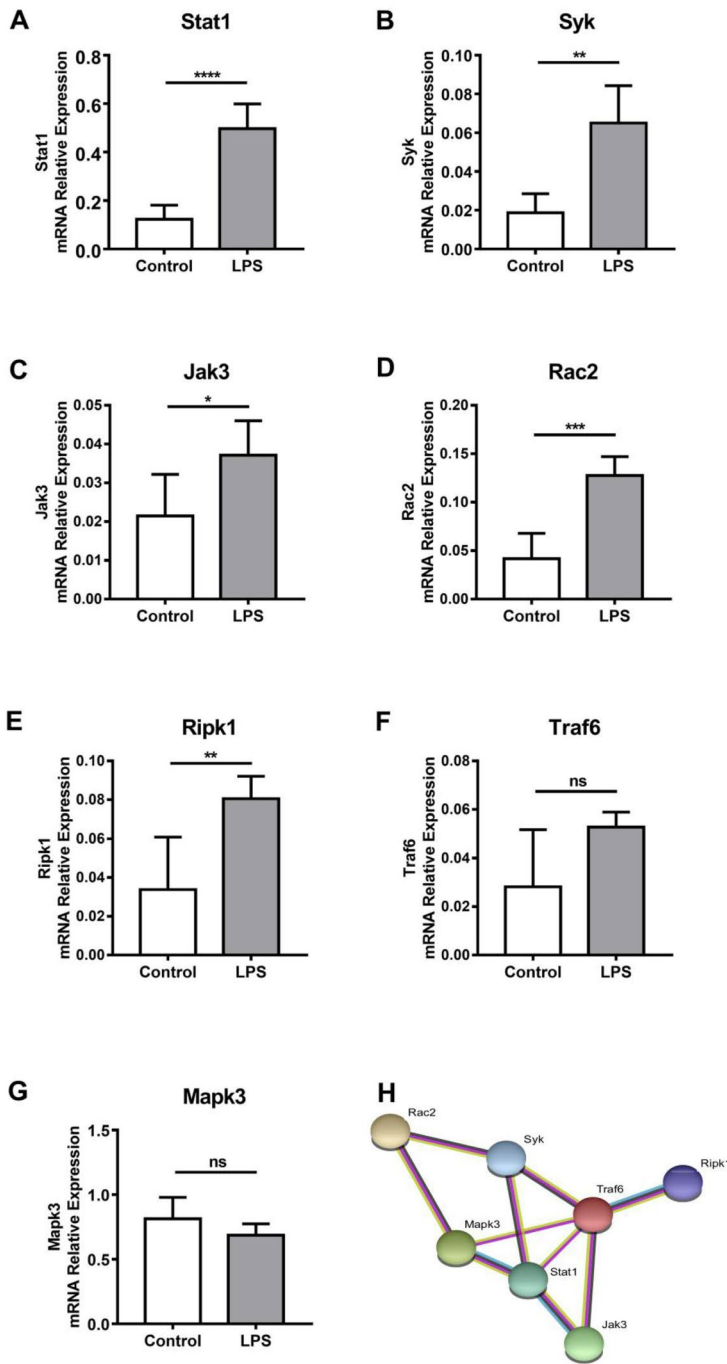 A
Stat1
****
Stat1
mRNA Relative Expression
0.8
0.6
0.4
0.2
0.0
Control
LPS
B
Syk
**
Syk
mRNA Relative Expression
0.10
0.08
0.06
0.04
0.02
0.00
Control
LPS
C
Jak3
*
Jak3
mRNA Relative Expression
0.05
0.04
0.03
0.02
0.01
0.00
Control
LPS
D
Rac2
***
Rac2
mRNA Relative Expression
0.20
0.15
0.10
0.05
0.00
Control
LPS
E
Ripk1
**
Ripk1
mRNA Relative Expression
0.10
0.08
0.06
0.04
0.02
0.00
Control
LPS
F
Traf6
ns
Traf6
mRNA Relative Expression
0.08
0.06
0.04
0.02
0.00
Control
LPS
G
Mapk3
ns
Mapk3
mRNA Relative Expression
1.5
1.0
0.5
0.0
Control
LPS
H
Rac2
Syk
Ripk1
Traf6
Mapk3
Stat1
Jak3